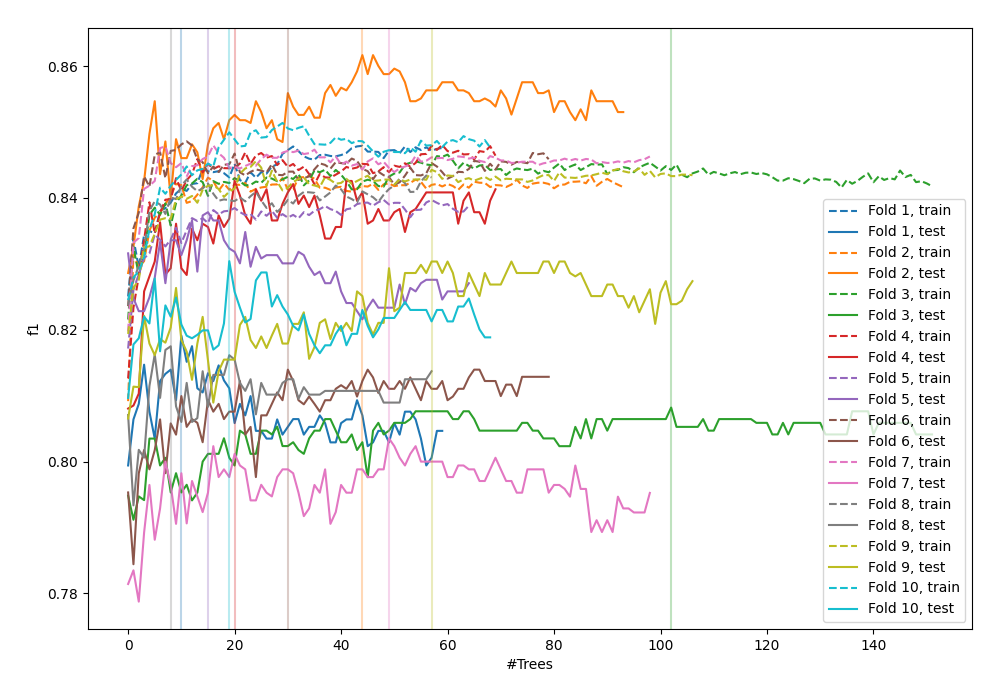 0.86
0.84
0.82
0.80
0.78
f1
0 20 40 60 80 100 120 140
#Trees
Fold 1, train
Fold 1, test
Fold 2, train
Fold 2, test
Fold 3, train
Fold 3, test
Fold 4, train
Fold 4, test
Fold 5, train
Fold 5, test
Fold 6, train
Fold 6, test
Fold 7, train
Fold 7, test
Fold 8, train
Fold 8, test
Fold 9, train
Fold 9, test
Fold 10, train
Fold 10, test